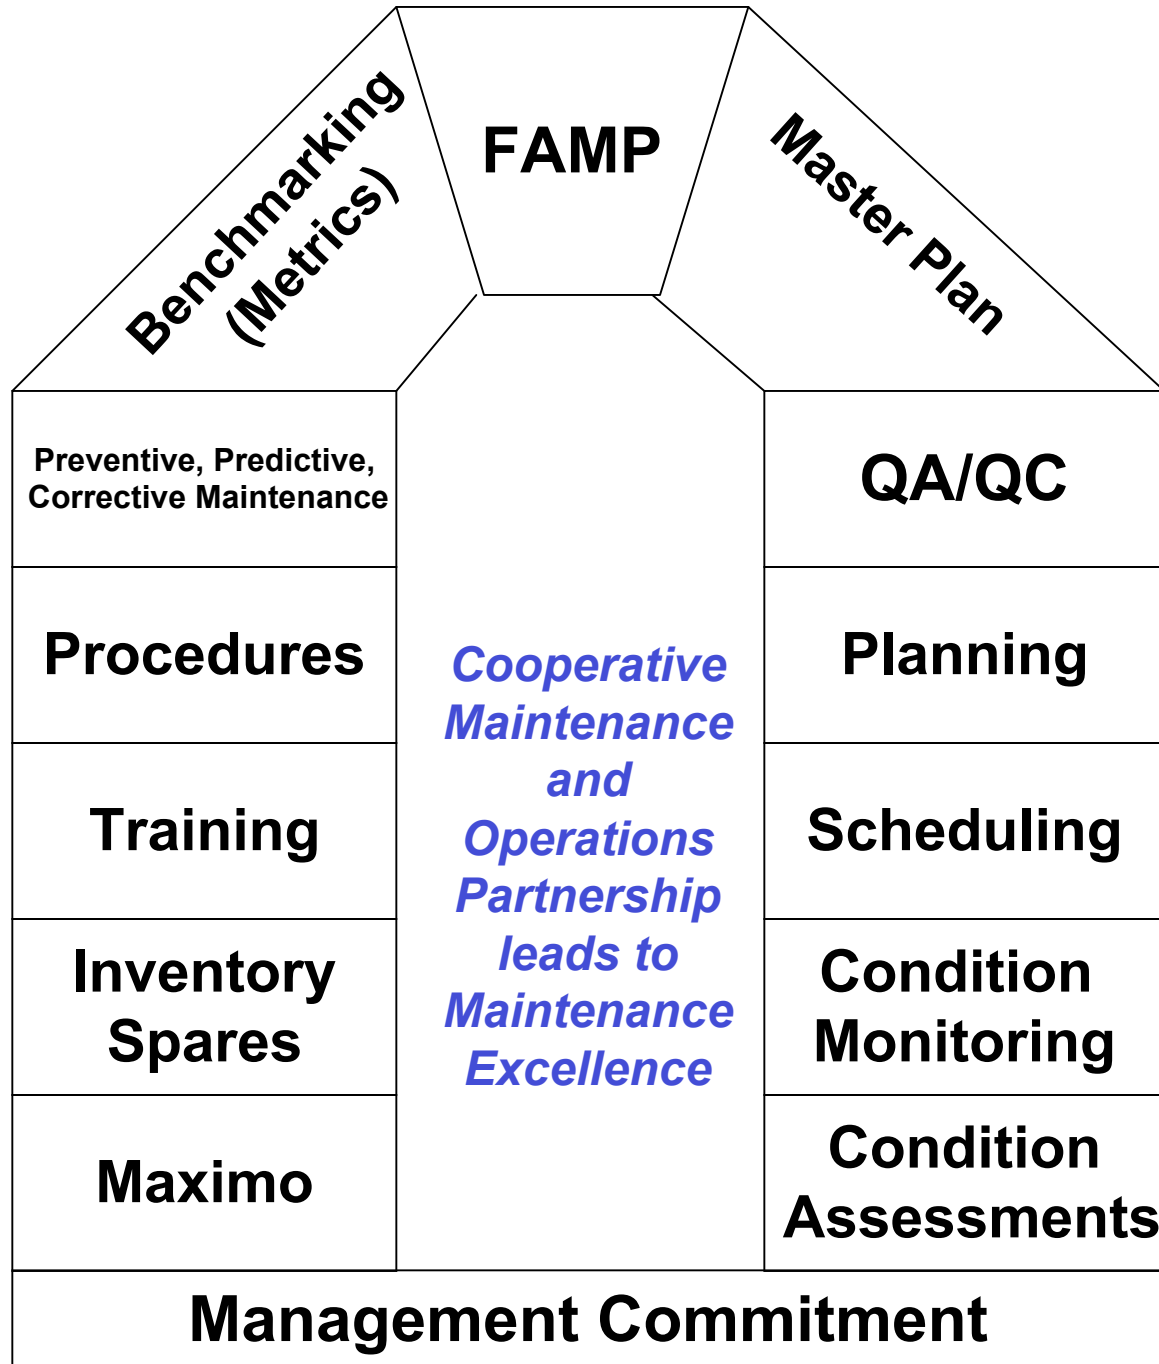 Benchmarking
(Metrics)
FAMP
Master Plan
Preventive, Predictive,
Corrective Maintenance
Procedures
Training
Inventory
Spares
Maximo
Cooperative
Maintenance
and
Operations
Partnership
leads to
Maintenance
Excellence
QA/QC
Planning
Scheduling
Condition
Monitoring
Condition
Assessments
Management Commitment